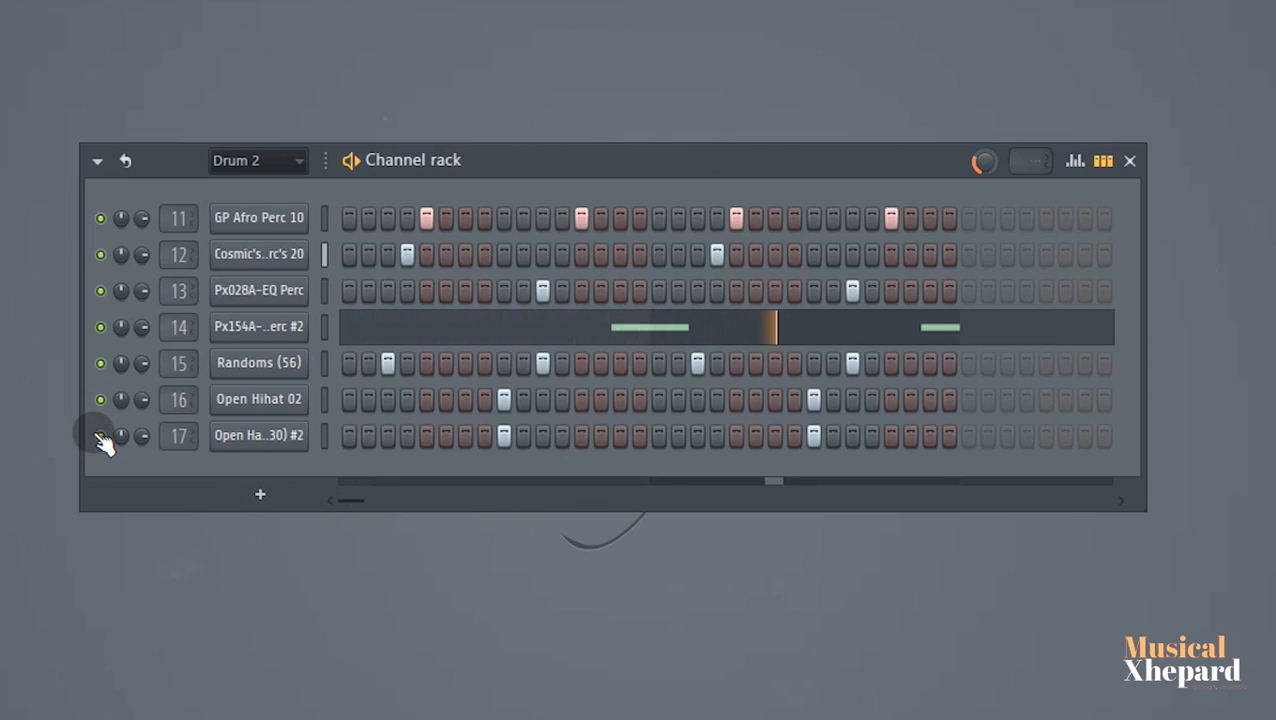 Drum 2
Channel rack
11 GP Afro Perc 10
12 Cosmic's..rc's 20
13 Px028A-EQ Perc
14 Px154A-..erc #2
15 Randoms (56)
16 Open Hihat 02
17 Open Ha..30) #2
Musical
Xhepard